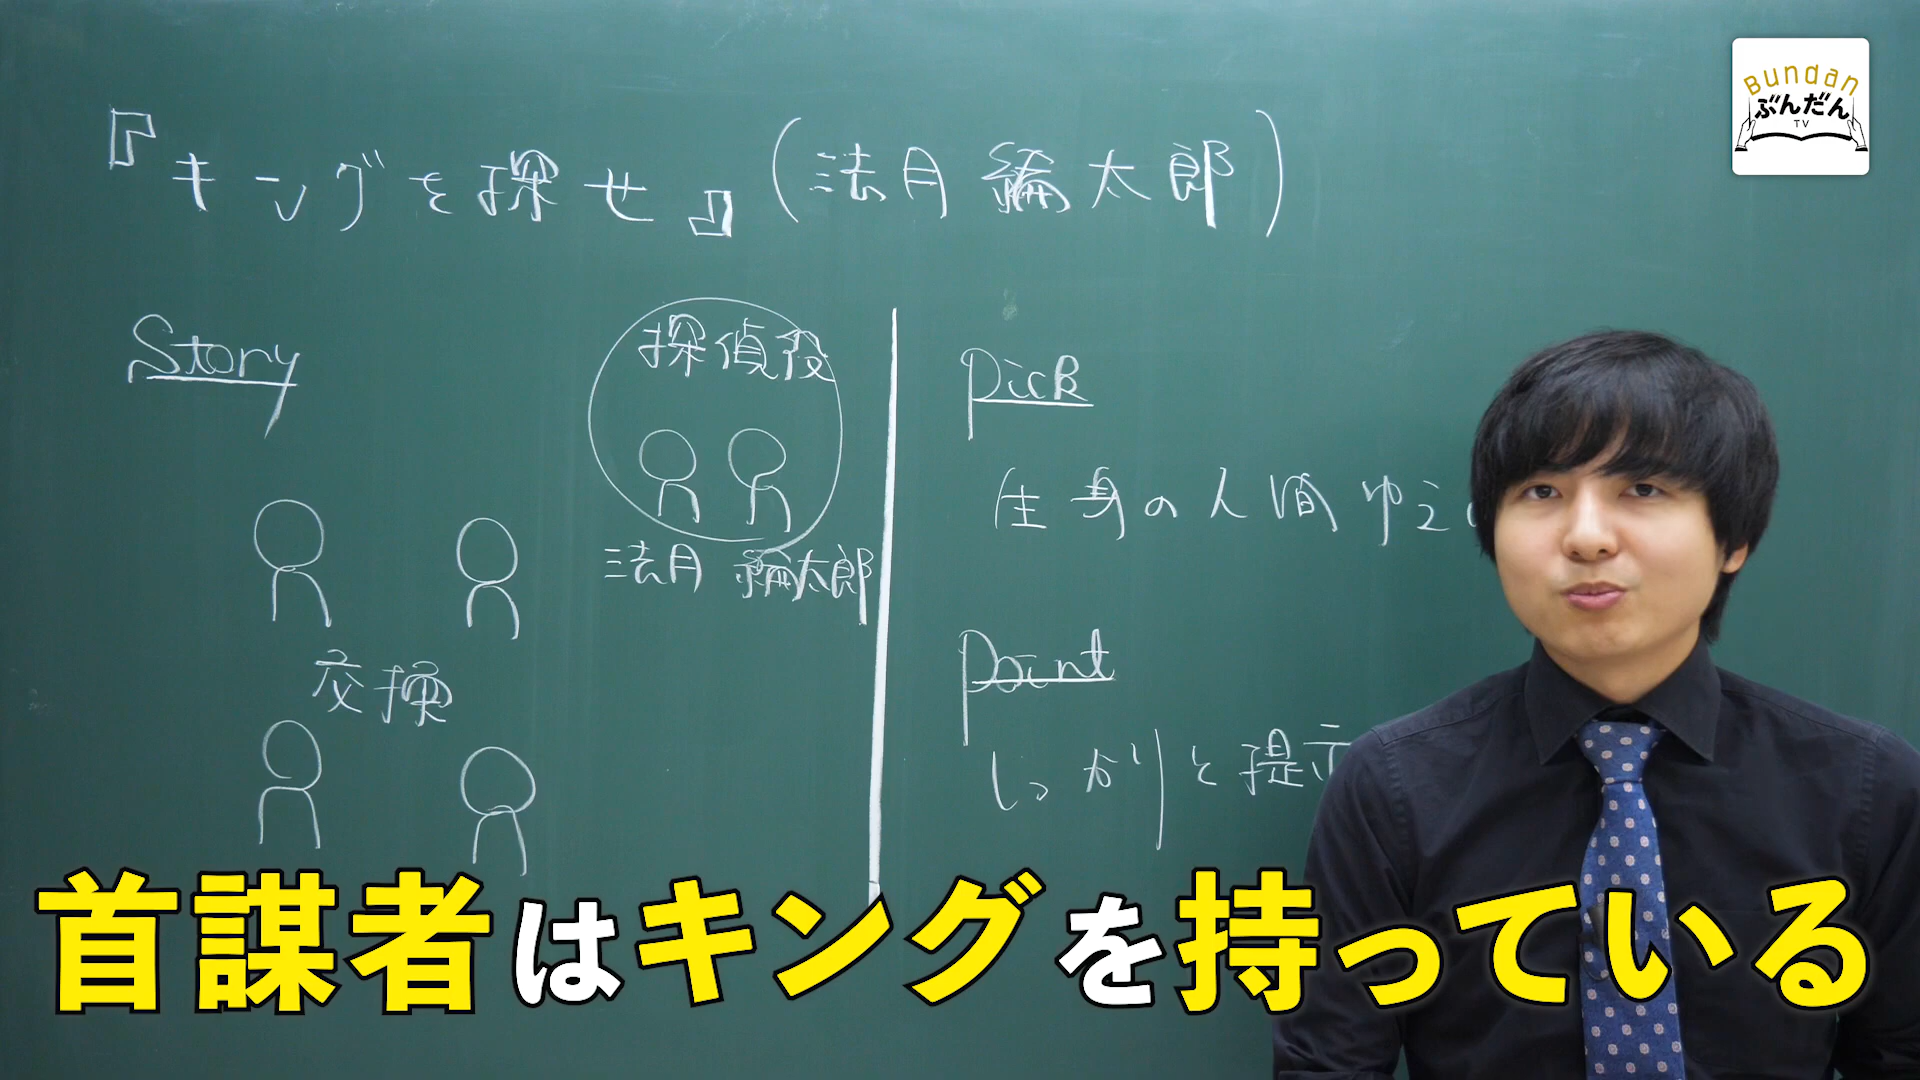 Bundan
ぶんだん
TV
『キングを探せ』(法月綸太郎)
Story
探偵役
法月 綸太郎
交換
Pick
生身の人間ゆえ
Point
しっかりと提示
首謀者はキングを持っている